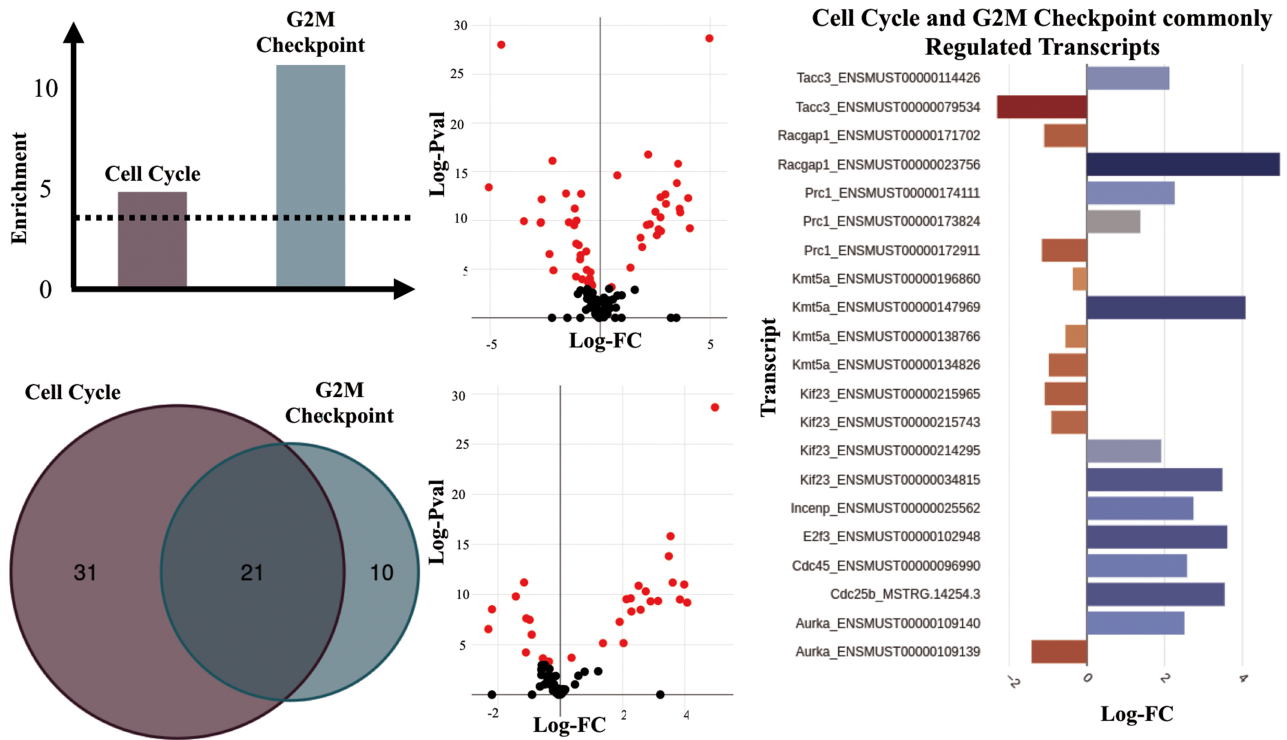 G2M
Checkpoint
10
Cell Cycle
5
Enrichment
0
30
25
20
15
10
5
Log-Pval
-5
Log-FC
5
Cell Cycle
G2M
Checkpoint
31
21
10
30
25
20
15
10
5
Log-Pval
-2
2
4
Log-FC
Cell Cycle and G2M Checkpoint commonly
Regulated Transcripts
Tacc3_ENSMUST00000114426
Tacc3_ENSMUST00000079534
Racgap1_ENSMUST00000171702
Racgap1_ENSMUST00000023756
Prc1_ENSMUST00000174111
Prc1_ENSMUST00000173824
Prc1_ENSMUST00000172911
Kmt5a_ENSMUST00000196860
Kmt5a_ENSMUST00000147969
Kmt5a_ENSMUST00000138766
Kmt5a_ENSMUST00000134826
Kif23_ENSMUST00000215965
Kif23_ENSMUST00000215743
Kif23_ENSMUST00000214295
Kif23_ENSMUST00000034815
Incenp_ENSMUST00000025562
E2f3_ENSMUST00000102948
Cdc45_ENSMUST00000096990
Cdc25b_MSTRG.14254.3
Aurka_ENSMUST00000109140
Aurka_ENSMUST00000109139
Transcript
-2
0
2
4
Log-FC